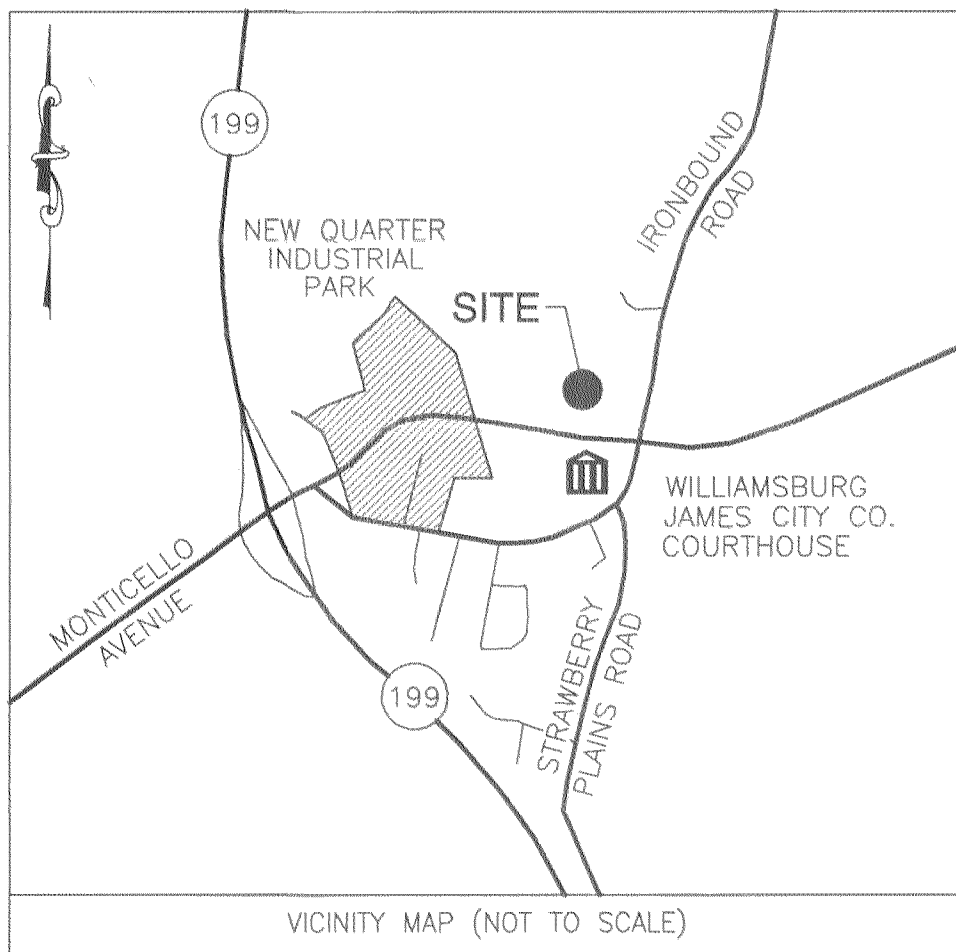 199
NEW QUARTER
INDUSTRIAL
PARK
IRONBOUND
ROAD
SITE
WILLIAMSBURG
JAMES CITY CO.
COURTHOUSE
MONTICELLO
AVENUE
199
STRAWBERRY
PLAINS ROAD
VICINITY MAP (NOT TO SCALE)